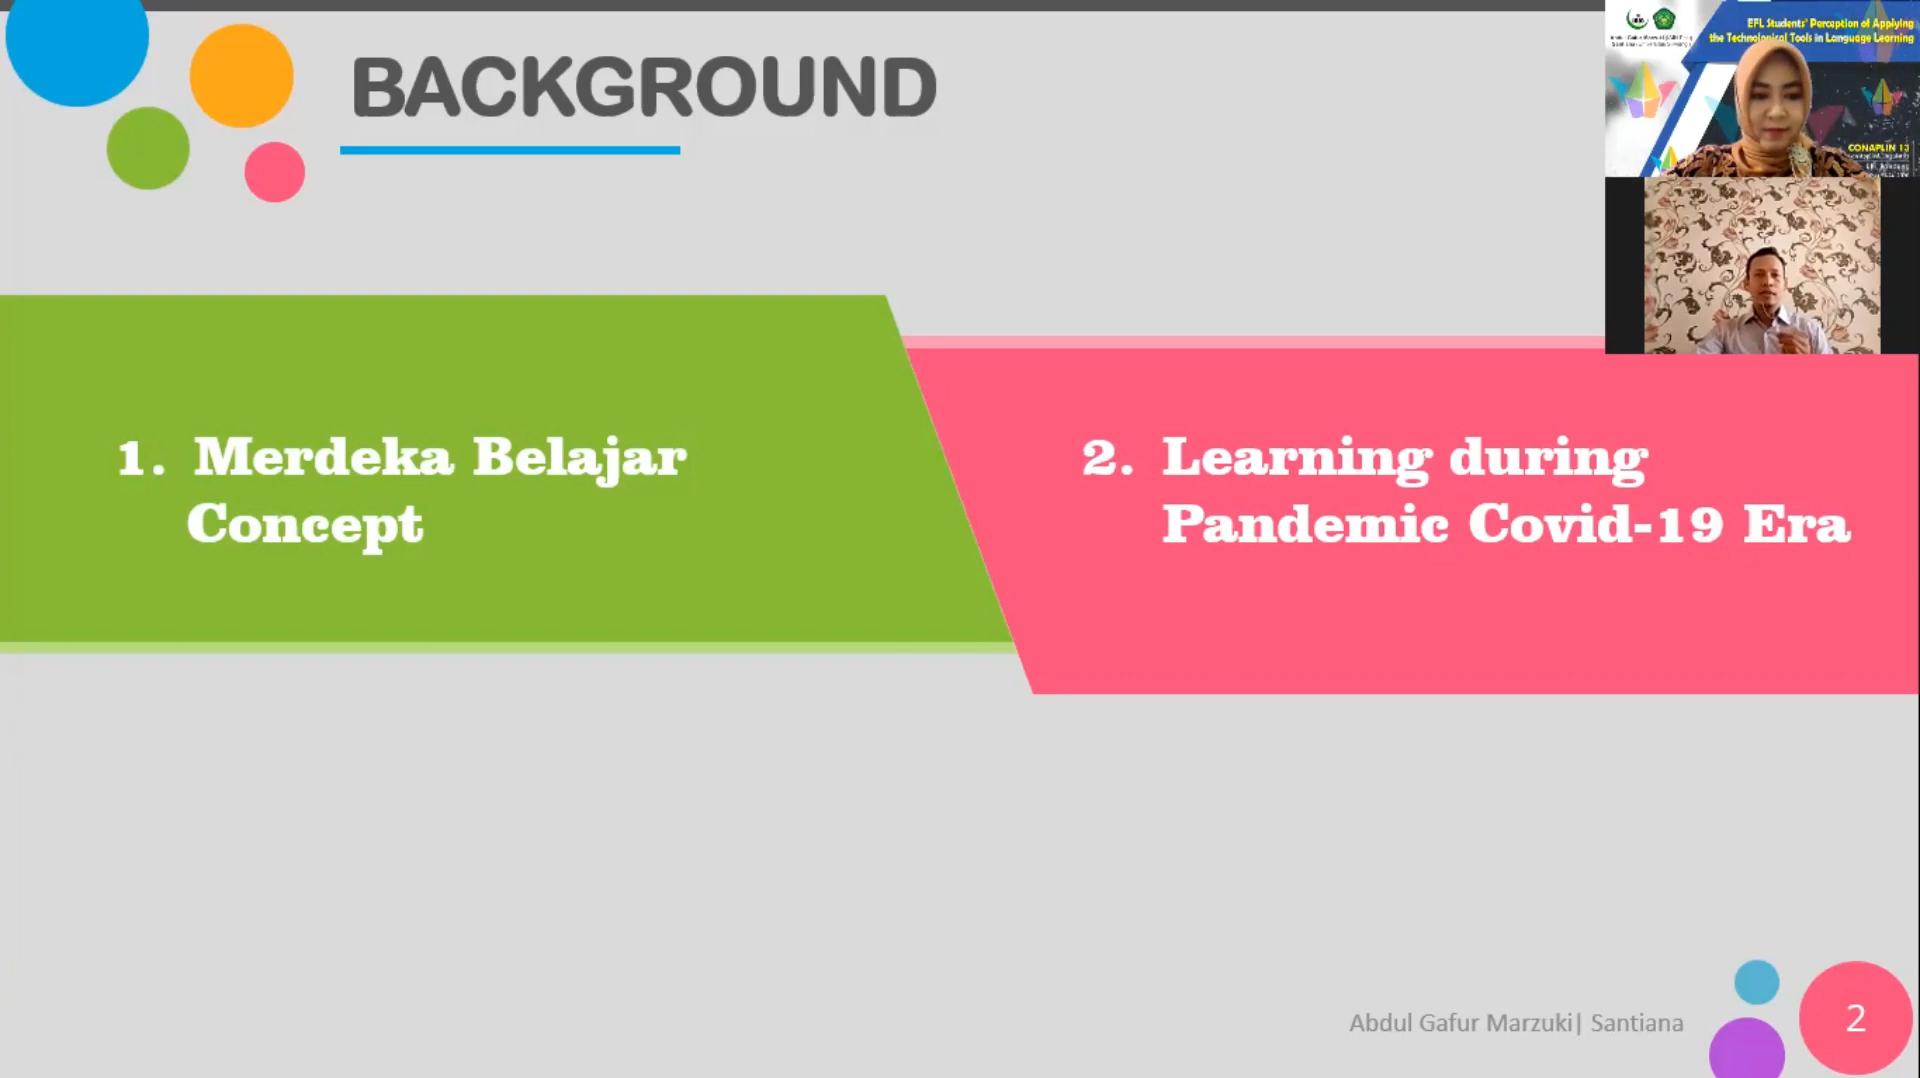 BACKGROUND
EFL Students' Perception of Applying
the Technological Tools in Language Learning
CONAPLIN 13
1. Merdeka Belajar
Concept
2. Learning during
Pandemic Covid-19 Era
Abdul Gafur Marzuki| Santiana
2